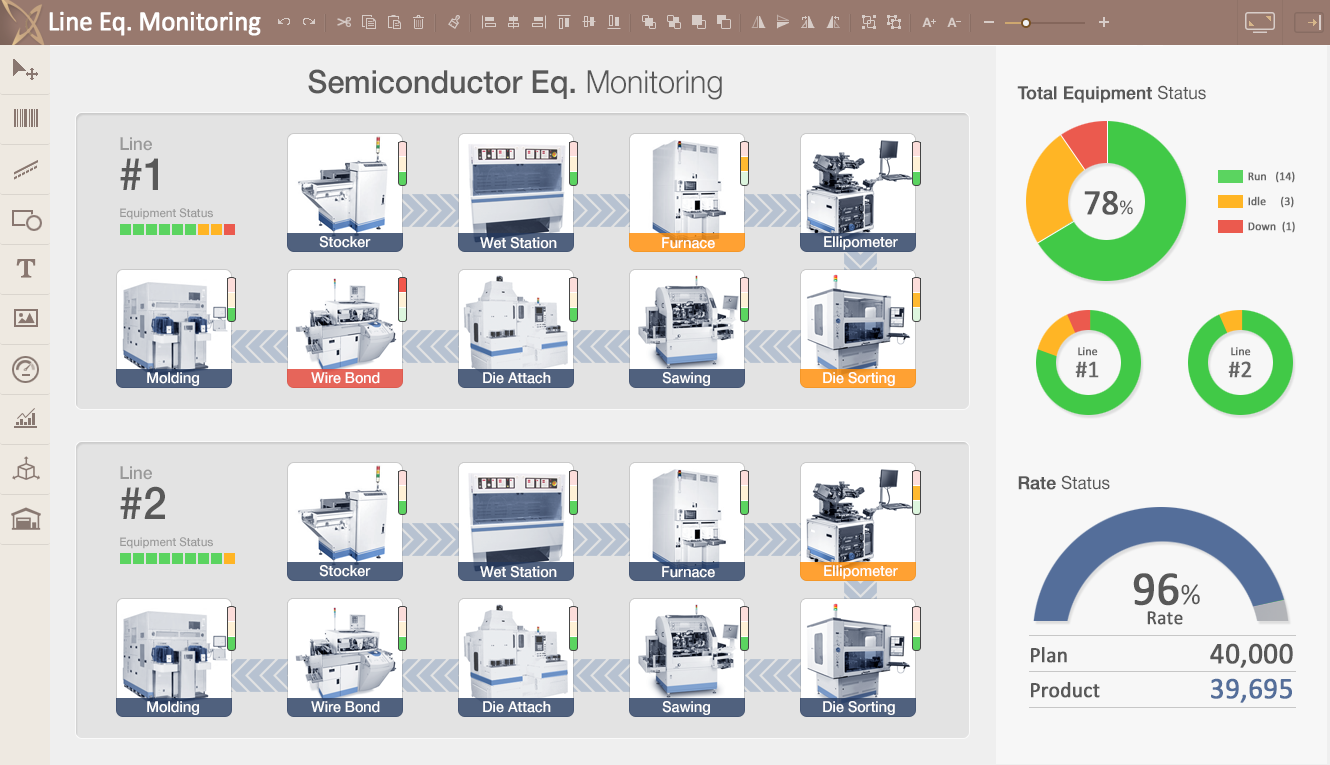 Line Eq. Monitoring
A+ A-
T
Semiconductor Eq. Monitoring
Line
#1
Equipment Status
Stocker
Wet Station
Furnace
Ellipometer
Molding
Wire Bond
Die Attach
Sawing
Die Sorting
Line
#2
Equipment Status
Stocker
Wet Station
Furnace
Ellipometer
Molding
Wire Bond
Die Attach
Sawing
Die Sorting
Total Equipment Status
78%
Run (14)
Idle (3)
Down (1)
Line
#1
Line
#2
Rate Status
96%
Rate
Plan 40,000
Product 39,695